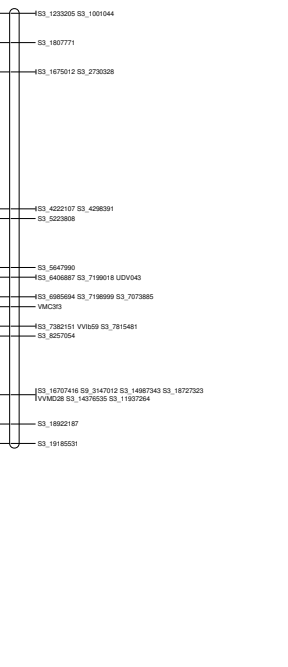 S3_1233205 S3_1001044
S3_1807771
S3_1675012 S3_2730328
S3_4222107 S3_4298391
S3_5223808
S3_5647990
S3_6406887 S3_7199018 UDV043
S3_6985694 S3_7198999 S3_7073885
VMC3f3
S3_7382151 VVIb59 S3_7815481
S3_8257054
S3_16707416 S9_3147012 S3_14987343 S3_18727323
VVMD28 S3_14376535 S3_11937264
S3_18922187
S3_19185531